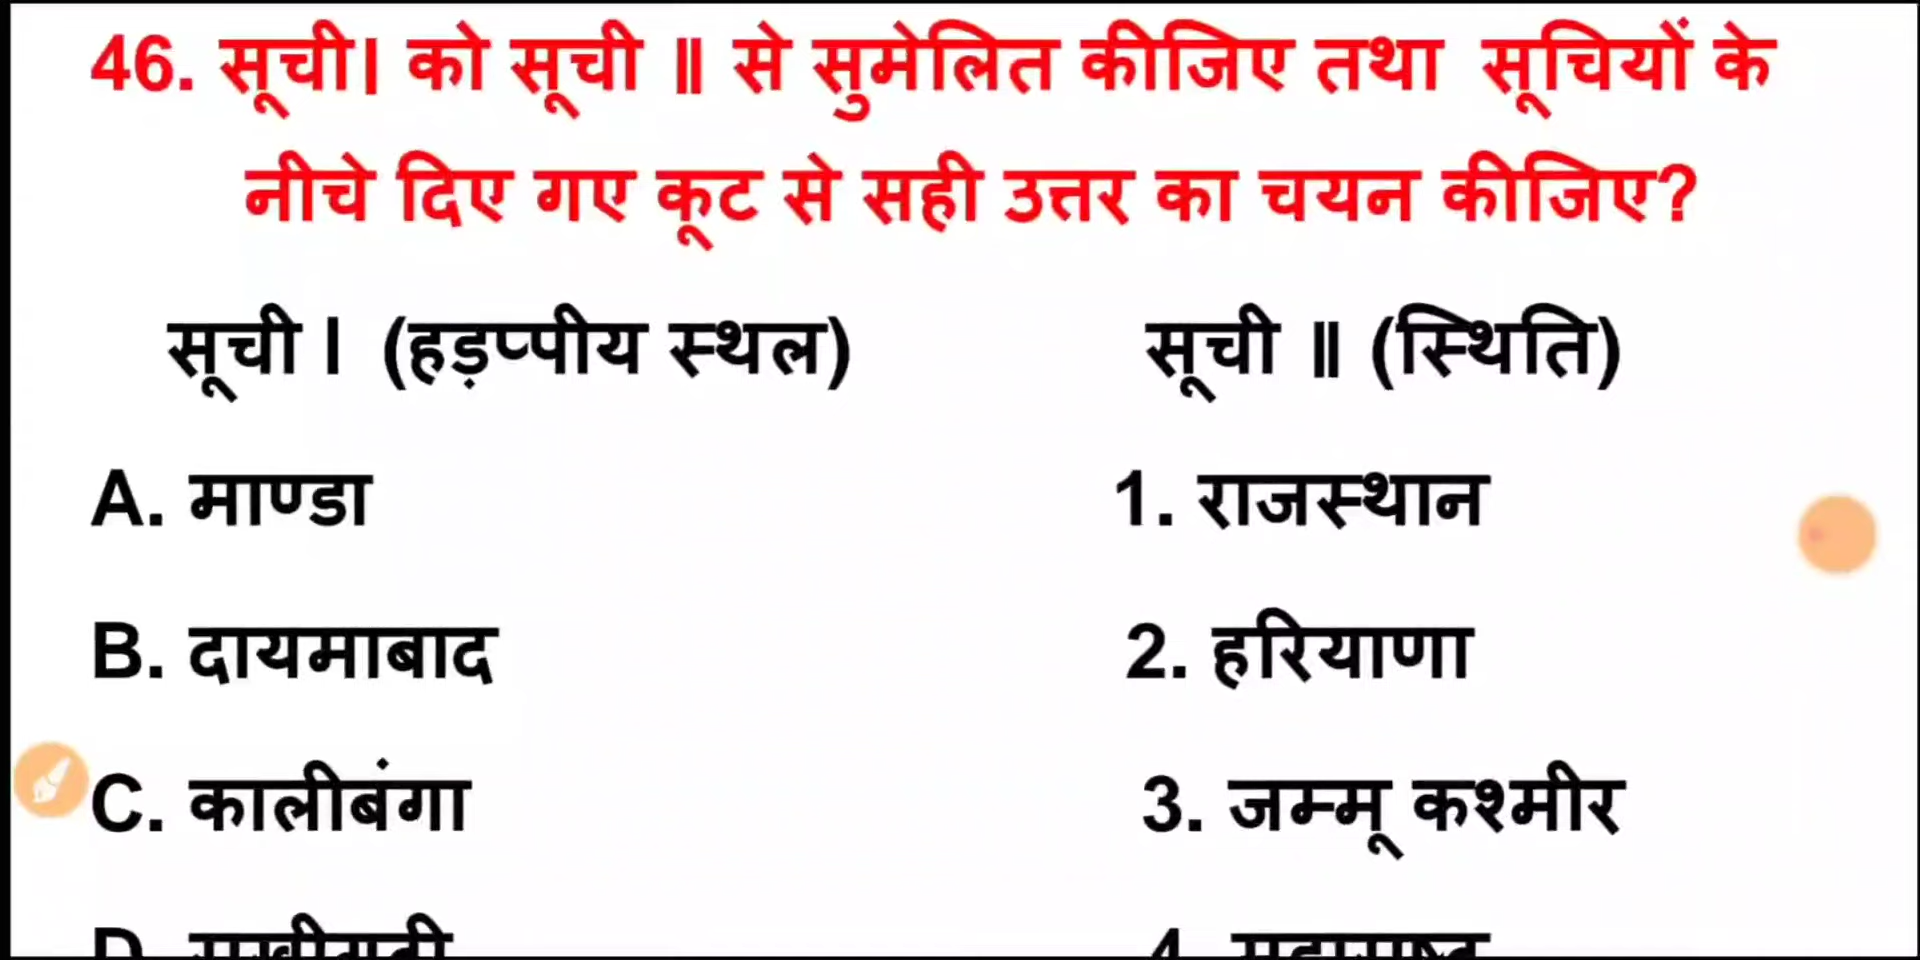 46. सूची। को सूची ॥ से सुमेलित कीजिए तथा सूचियों के
नीचे दिए गए कूट से सही उत्तर का चयन कीजिए?
सूची । (हड़प्पीय स्थल) सूची ॥ (स्थिति)
A. माण्डा 1. राजस्थान
B. दायमाबाद 2. हरियाणा
C. कालीबंगा 3. जम्मू कश्मीर